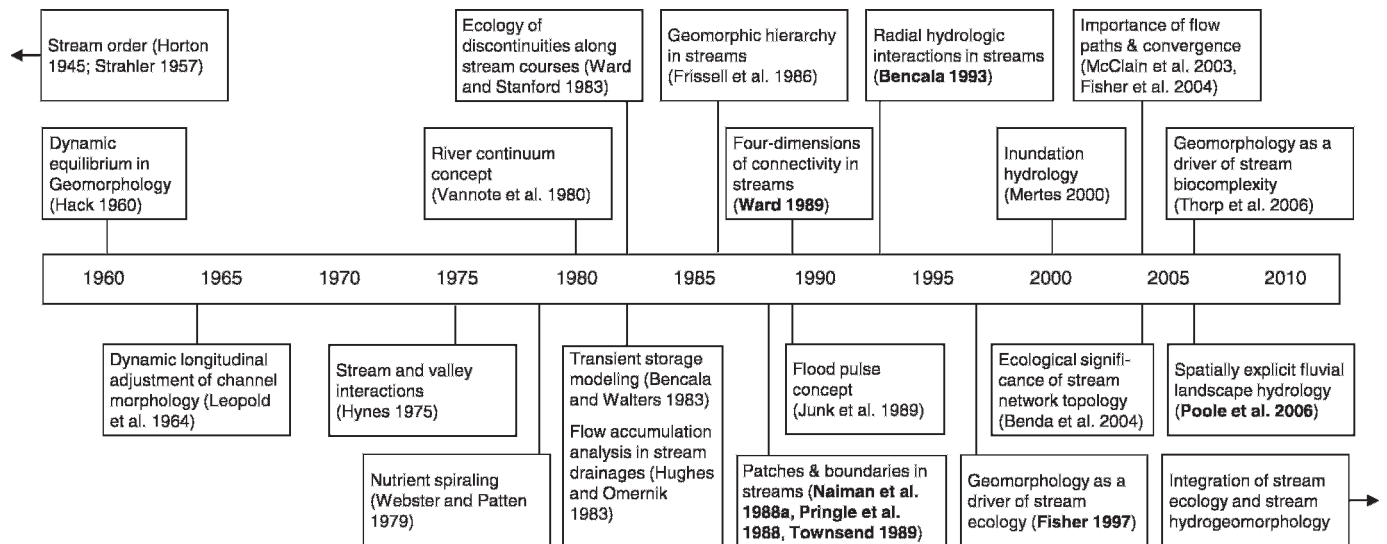 Stream order (Horton
1945; Strahler 1957)
Ecology of
discontinuities along
stream courses (Ward
and Stanford 1983)
Geomorphic hierarchy
in streams
(Frissell et al. 1986)
Radial hydrologic
interactions in streams
(Bencala 1993)
Importance of flow
paths & convergence
(McClain et al. 2003,
Fisher et al. 2004)
Dynamic
equilibrium in
Geomorphology
(Hack 1960)
River continuum
concept
(Vannote et al. 1980)
Four-dimensions
of connectivity in
streams
(Ward 1989)
Inundation
hydrology
(Mertes 2000)
Geomorphology as a
driver of stream
biocomplexity
(Thorp et al. 2006)
1960 1965 1970 1975 1980 1985 1990 1995 2000 2005 2010
Dynamic longitudinal
adjustment of channel
morphology (Leopold
et al. 1964)
Stream and valley
interactions
(Hynes 1975)
Transient storage
modeling (Bencala
and Walters 1983)
Flow accumulation
analysis in stream
drainages (Hughes
and Omernik
1983)
Flood pulse
concept
(Junk et al. 1989)
Ecological signifi-
cance of stream
network topology
(Benda et al. 2004)
Spatially explicit fluvial
landscape hydrology
(Poole et al. 2006)
Nutrient spiraling
(Webster and Patten
1979)
Patches & boundaries in
streams (Naiman et al.
1988a, Pringle et al.
1988, Townsend 1989)
Geomorphology as a
driver of stream
ecology (Fisher 1997)
Integration of stream
ecology and stream
hydrogeomorphology